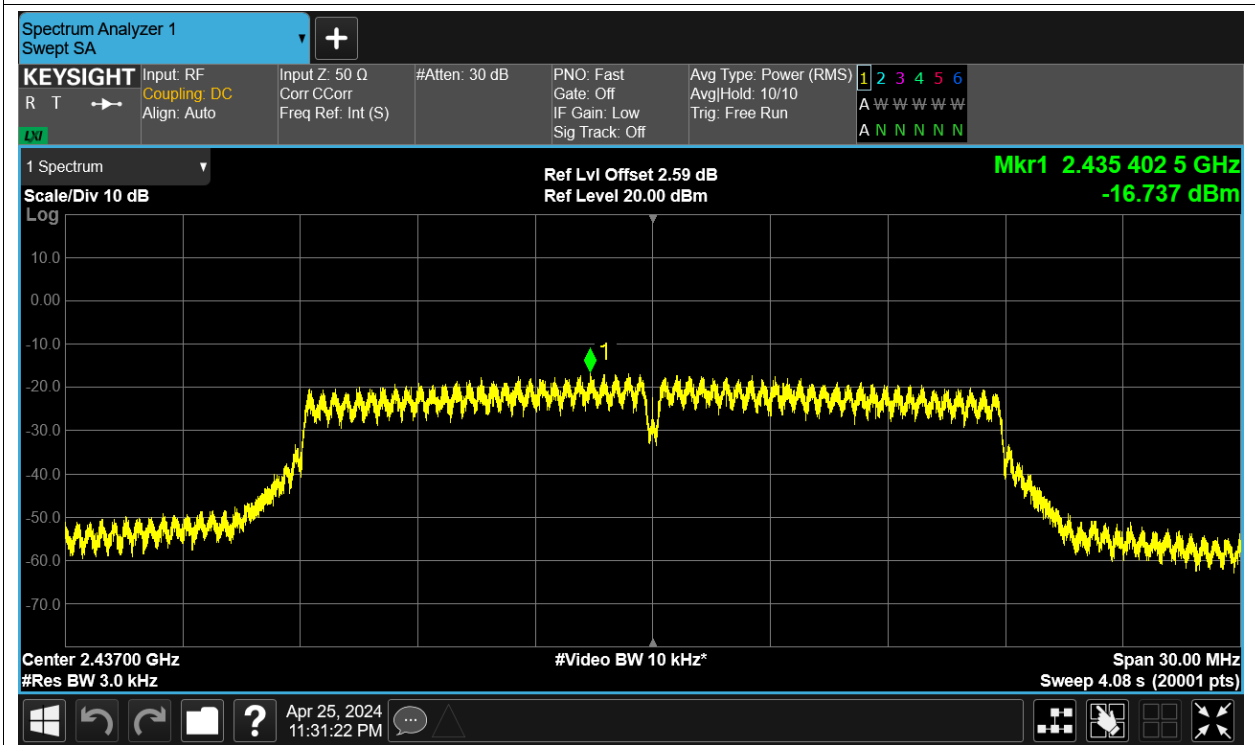 Spectrum Analyzer 1
Swept SA
KEYSIGHT
R T
LXI
Input: RF
Coupling: DC
Align: Auto
Input Z: 50 Ω
Corr CCorr
Freq Ref: Int (S)
#Atten: 30 dB
PNO: Fast
Gate: Off
IF Gain: Low
Sig Track: Off
Avg Type: Power (RMS)
Avg|Hold: 10/10
Trig: Free Run
1 2 3 4 5 6
A W W W W W
A N N N N N
1 Spectrum
Scale/Div 10 dB
Log
Ref Lvl Offset 2.59 dB
Ref Level 20.00 dBm
Mkr1 2.435 402 5 GHz
-16.737 dBm
10.0
0.00
-10.0
1
-20.0
-30.0
-40.0
-50.0
-60.0
-70.0
Center 2.43700 GHz
#Res BW 3.0 kHz
#Video BW 10 kHz*
Span 30.00 MHz
Sweep 4.08 s (20001 pts)
?
Apr 25, 2024
11:31:22 PM